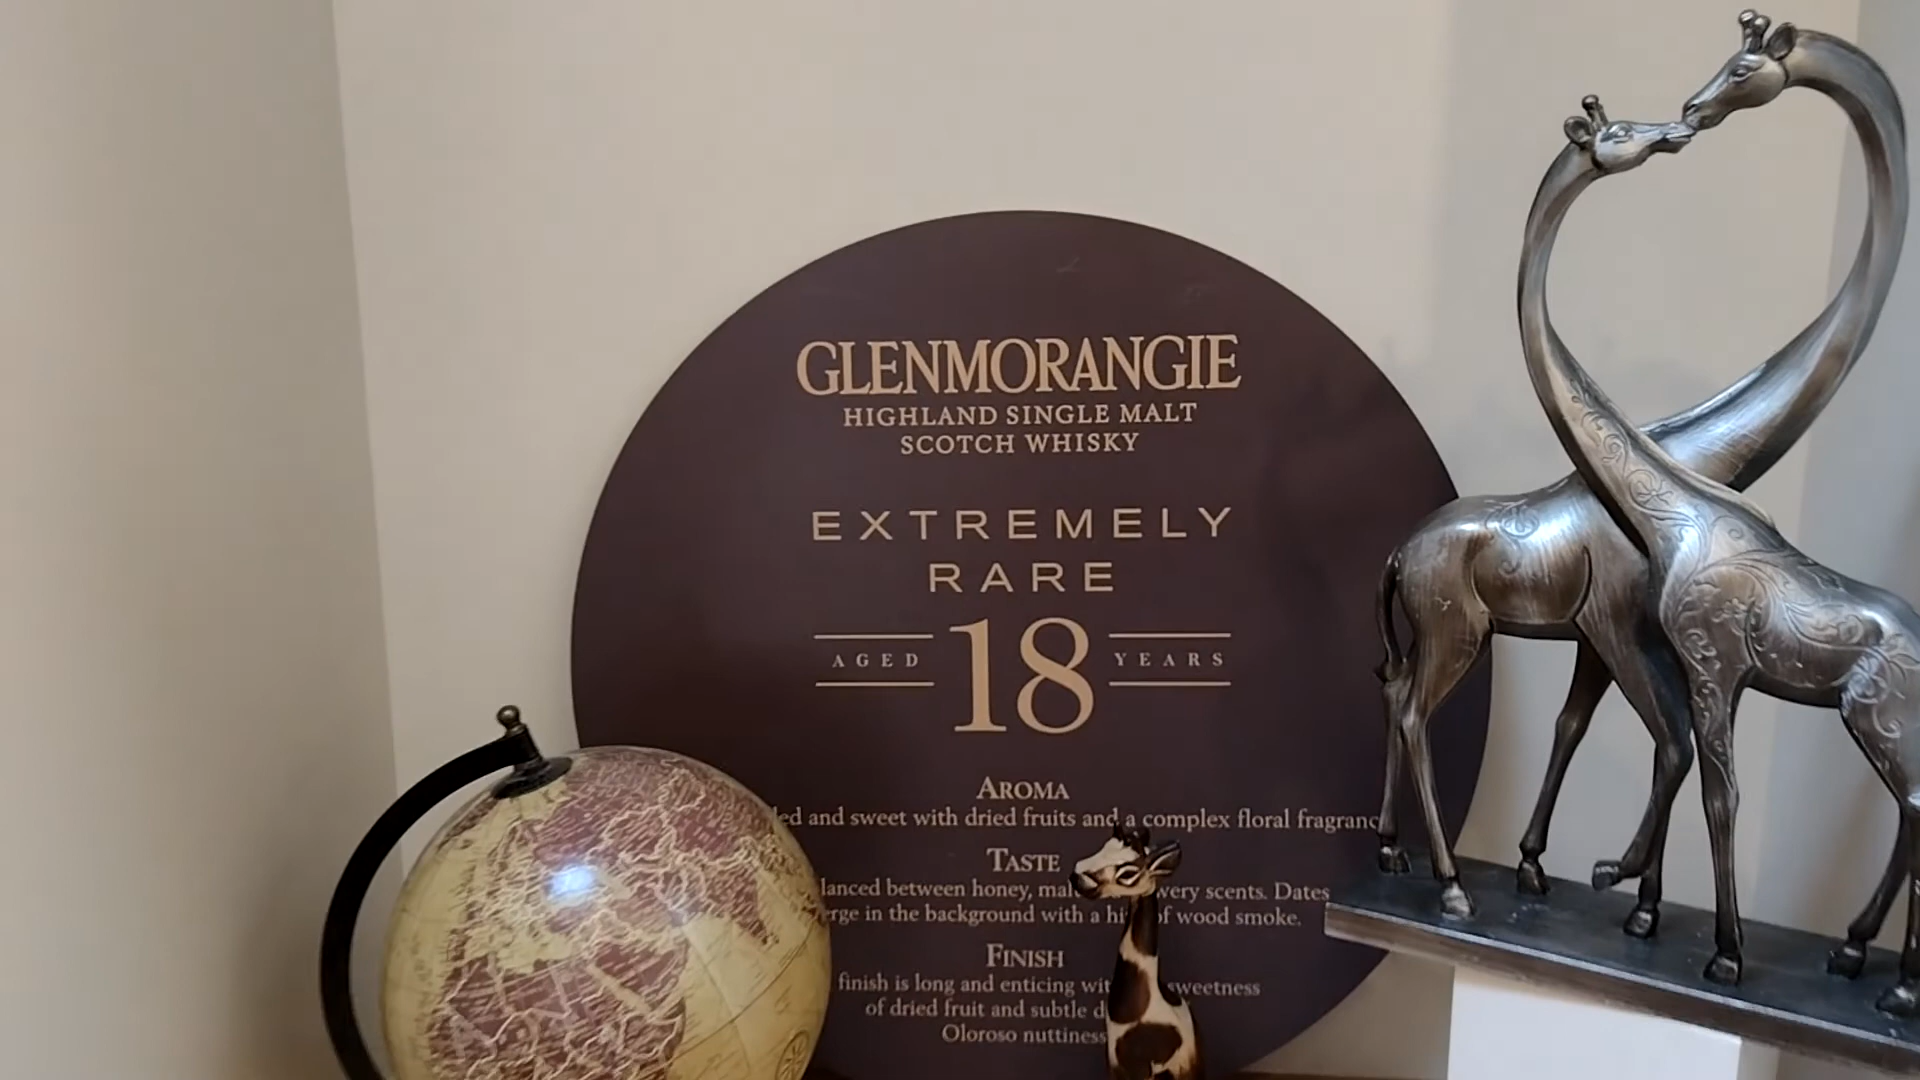 GLENMORANGIE
HIGHLAND SINGLE MALT
SCOTCH WHISKY
EXTREMELY
RARE
AGED 18 YEARS
AROMA
and sweet with dried fruits and a complex floral
TASTE
between honey, scents. Dates
in the background with a of wood smoke.
FINISH
finish is long and enticing sweetness
of dried fruit and subtle
Oloroso nuttiness